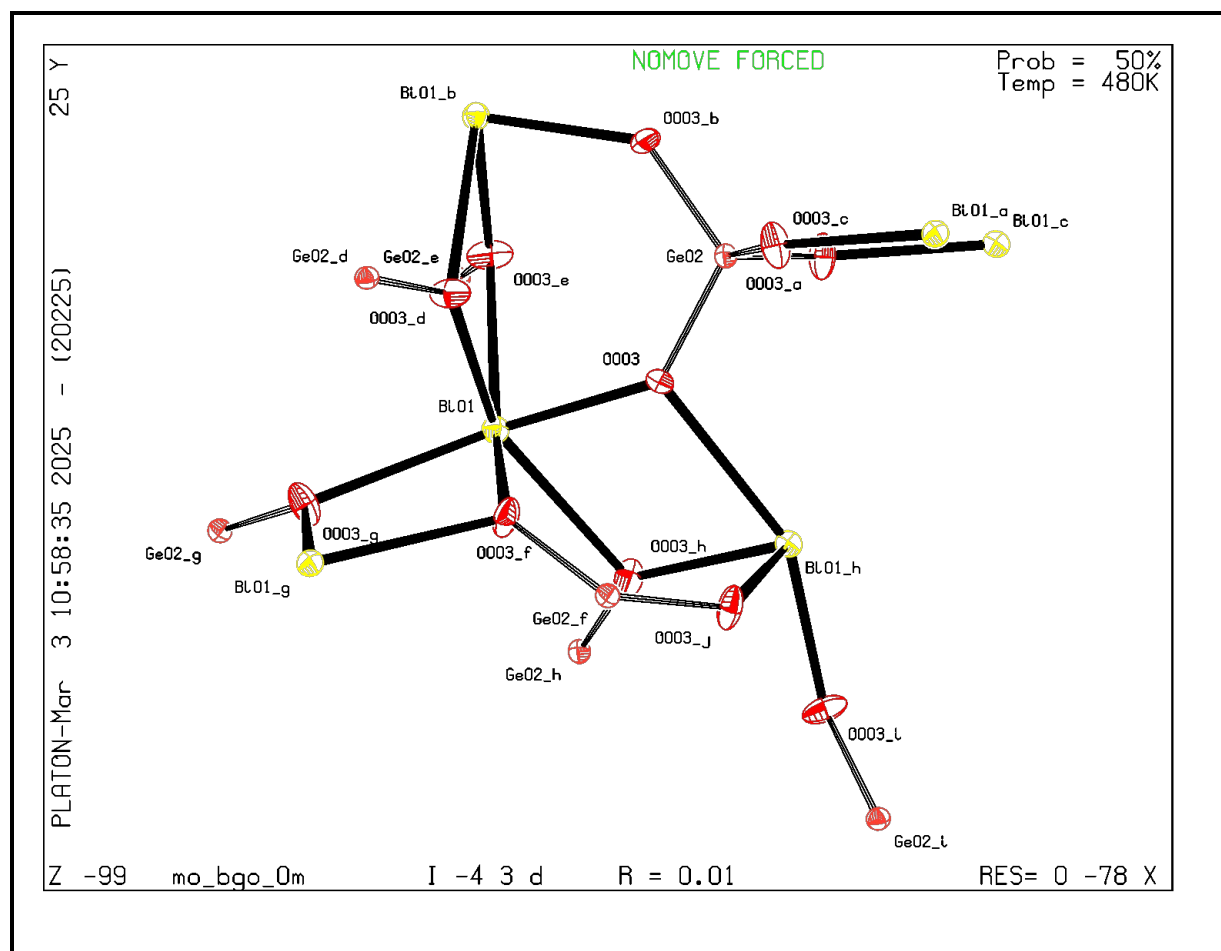 NOMOVE FORCED
Prob = 50%
Temp = 480K
PLATON-Mar 3 10:58:35 2025 - (20225)
25 Y
Bi01_b
O003_b
O003_c
Bi01_a
Bi01_c
Ge02_d
Ge02_e
Ge02
O003_e
O003_a
O003_d
O003
Bi01
O003_g
O003_f
O003_h
Ge02_g
Bi01_g
Bi01_h
Ge02_f
O003_j
Ge02_h
O003_i
Ge02_i
Z -99 mo_bgo_0m I -4 3 d R = 0.01 RES= 0 -78 X